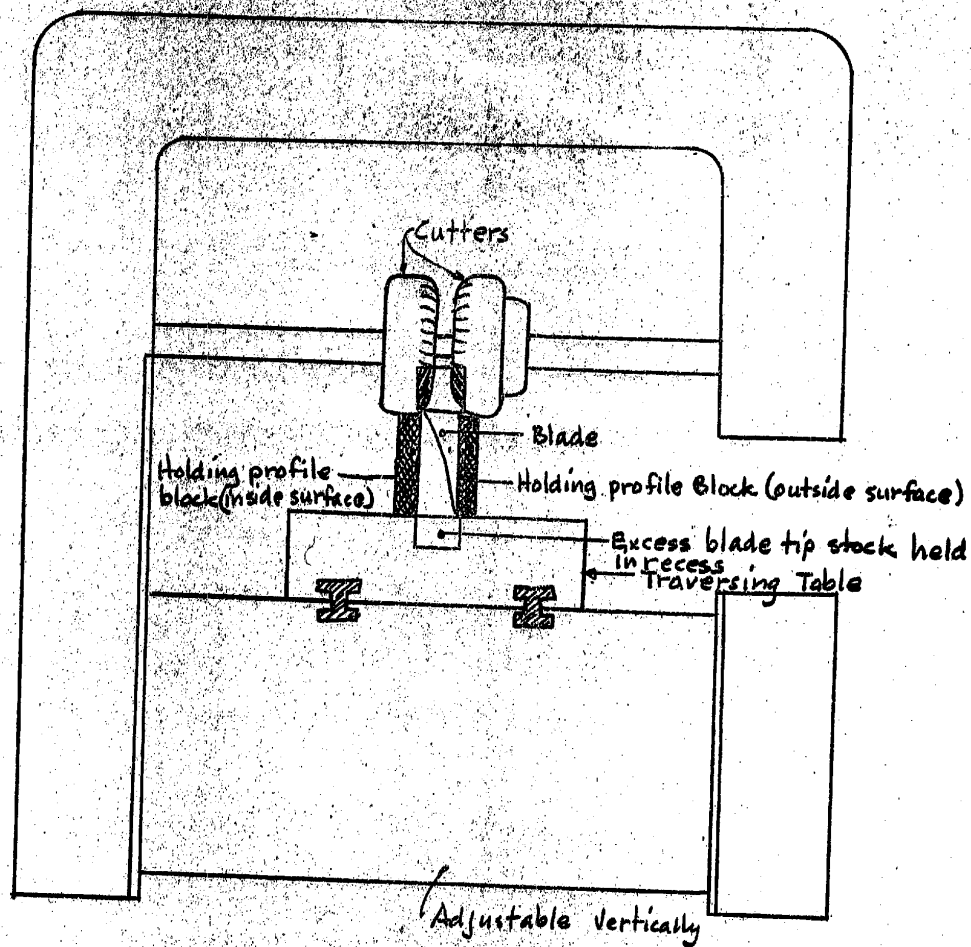 Cutters
Blade
Holding profile
block (inside surface)
Holding profile Block (outside surface)
Excess blade tip stock held
in recess
Traversing Table
Adjustable vertically